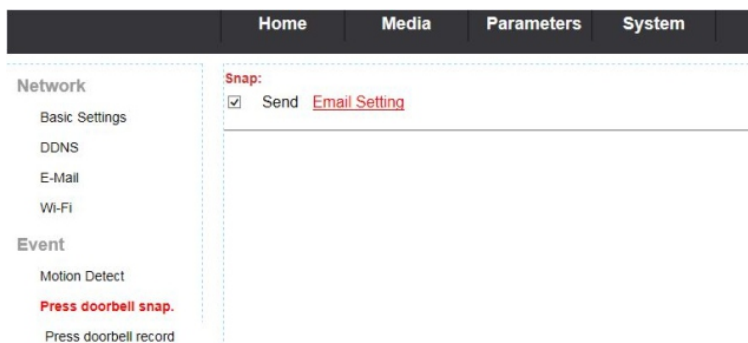 Home Media Parameters System
Network
Basic Settings
DDNS
E-Mail
Wi-Fi
Event
Motion Detect
Press doorbell snap.
Press doorbell record
Snap:
Send Email Setting